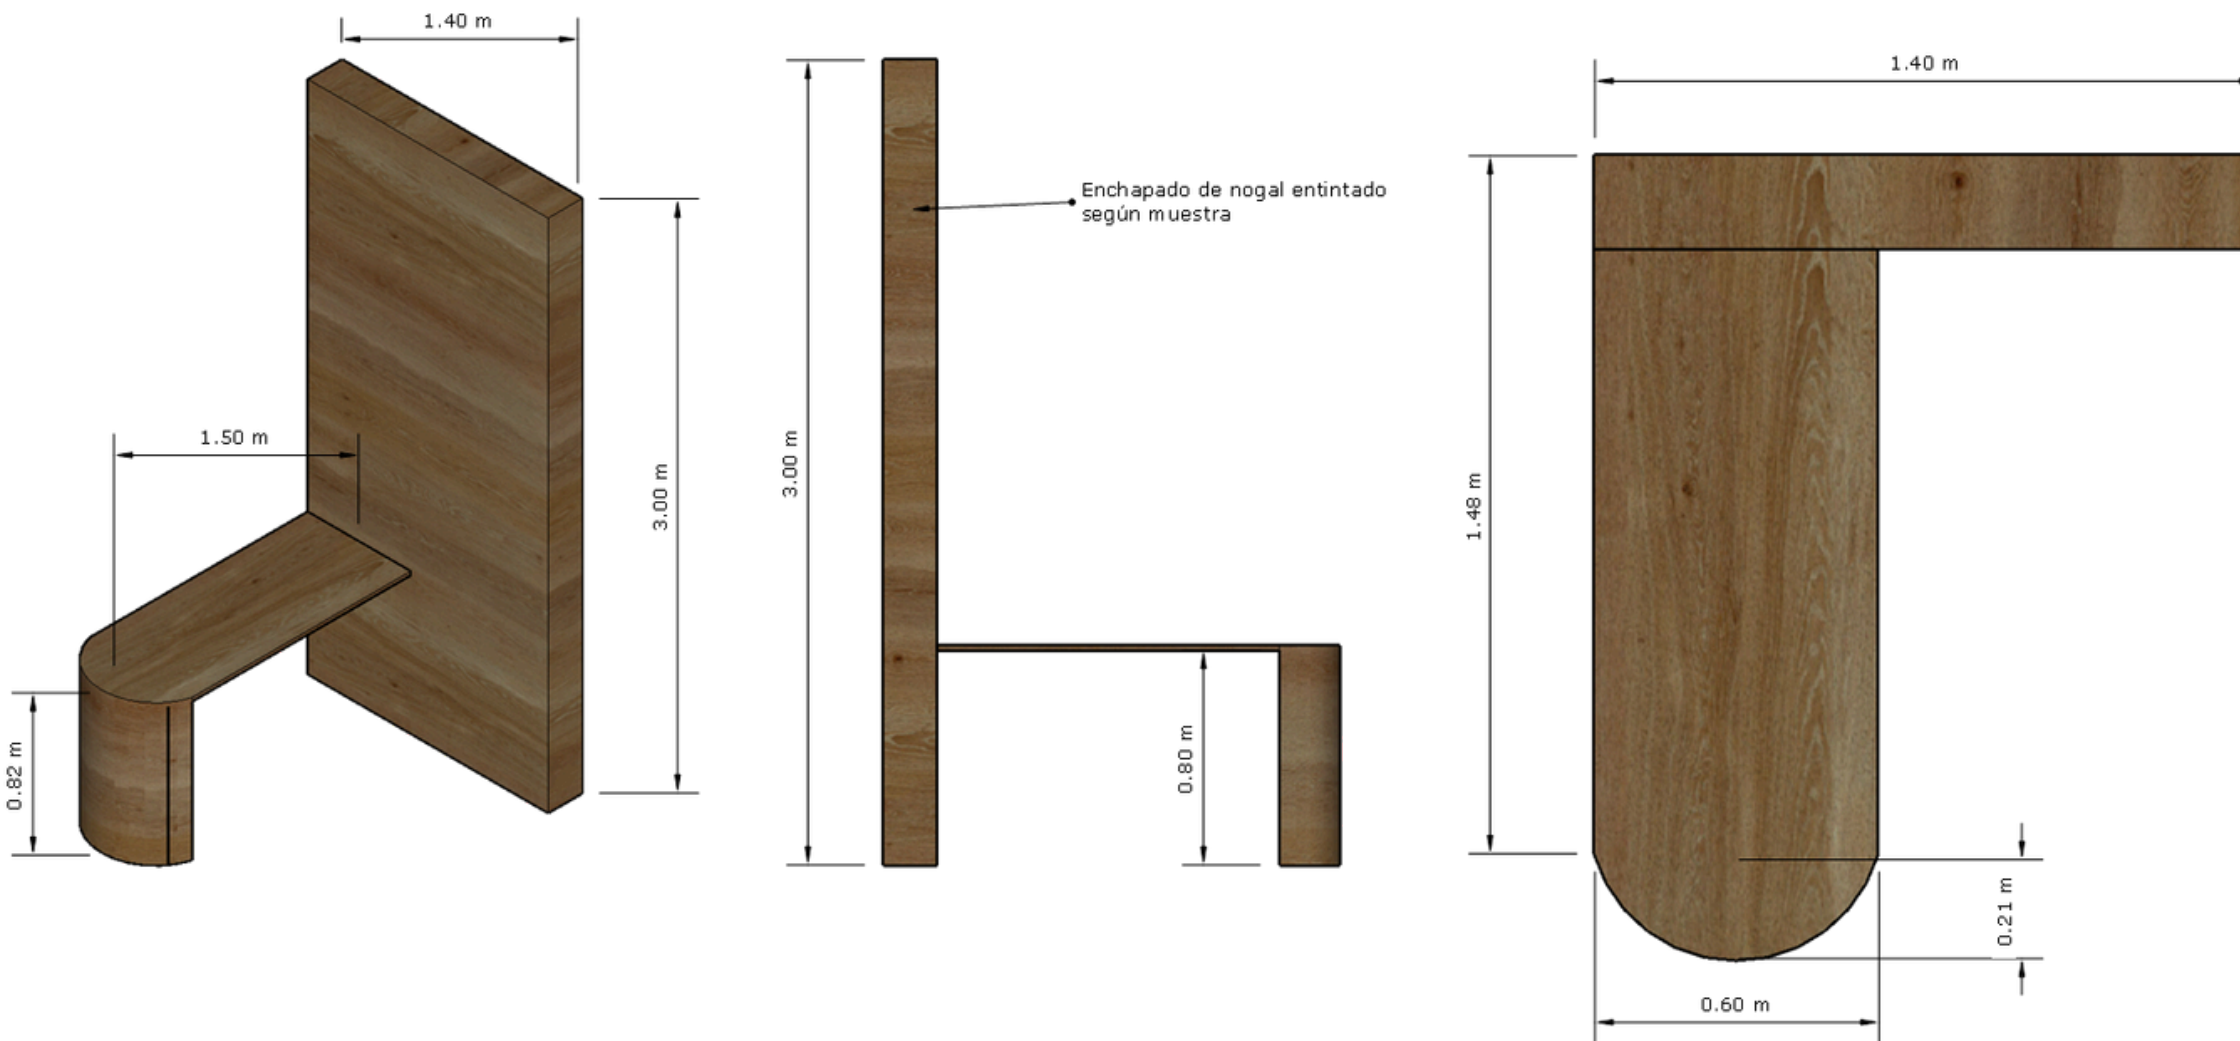 1.40 m
1.50 m
3.00 m
0.82 m
3.00 m
Enchapado de nogal entintado
según muestra
0.80 m
1.40 m
1.48 m
0.21 m
0.60 m